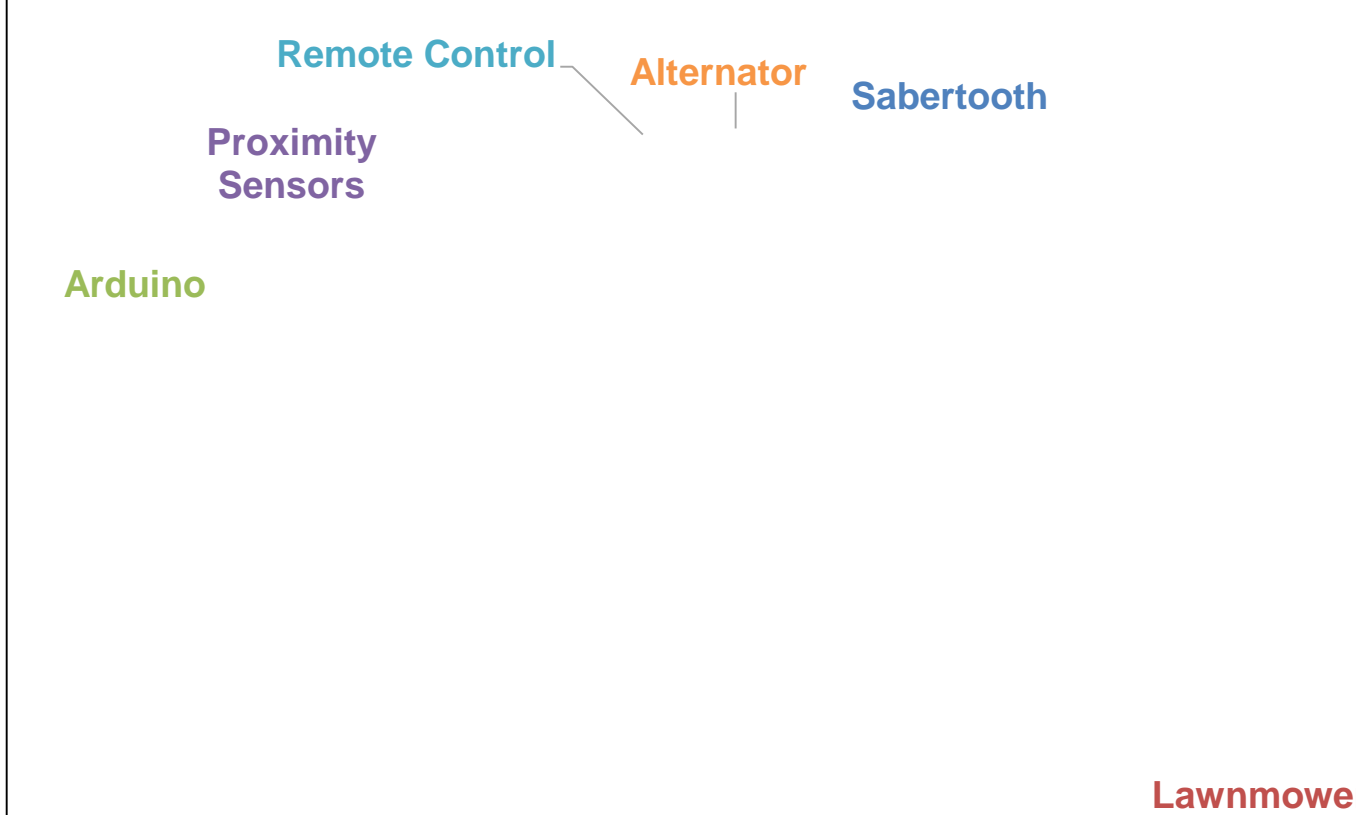 Remote Control
Alternator
Sabertooth
Proximity
Sensors
Arduino
Lawnmowe